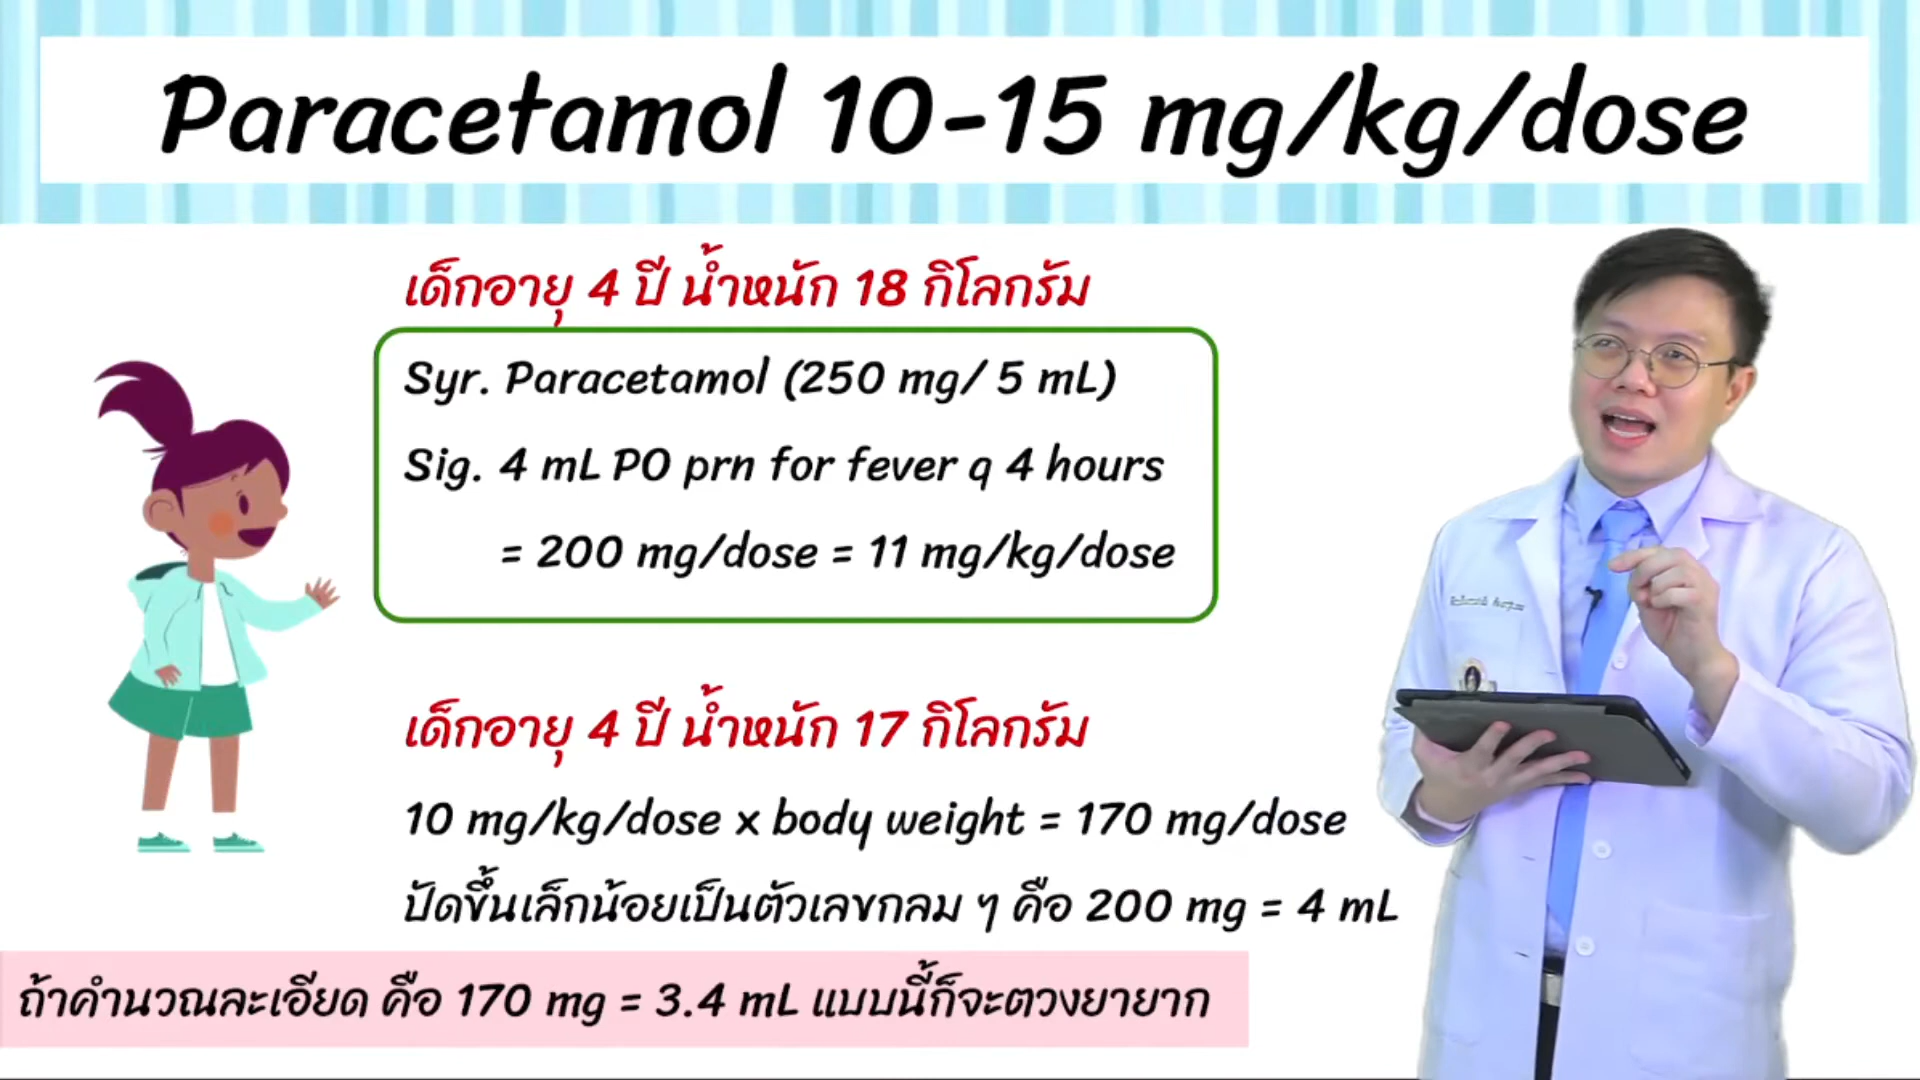 Paracetamol 10-15 mg/kg/dose
เด็กอายุ 4 ปี น้ำหนัก 18 กิโลกรัม
Syr. Paracetamol (250 mg/ 5 mL)
Sig. 4 mL PO prn for fever q 4 hours
= 200 mg/dose = 11 mg/kg/dose
เด็กอายุ 4 ปี น้ำหนัก 17 กิโลกรัม
10 mg/kg/dose x body weight = 170 mg/dose
ปัดขึ้นเล็กน้อยเป็นตัวเลขกลม ๆ คือ 200 mg = 4 mL
ถ้าคำนวณละเอียด คือ 170 mg = 3.4 mL แบบนี้ก็จะตวงยายาก